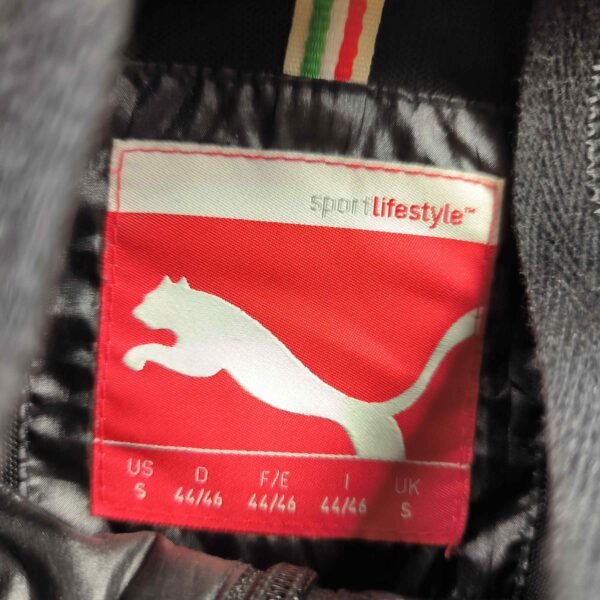 sportlifestyle™
US D F/E I UK
S 44/46 44/46 44/46 S